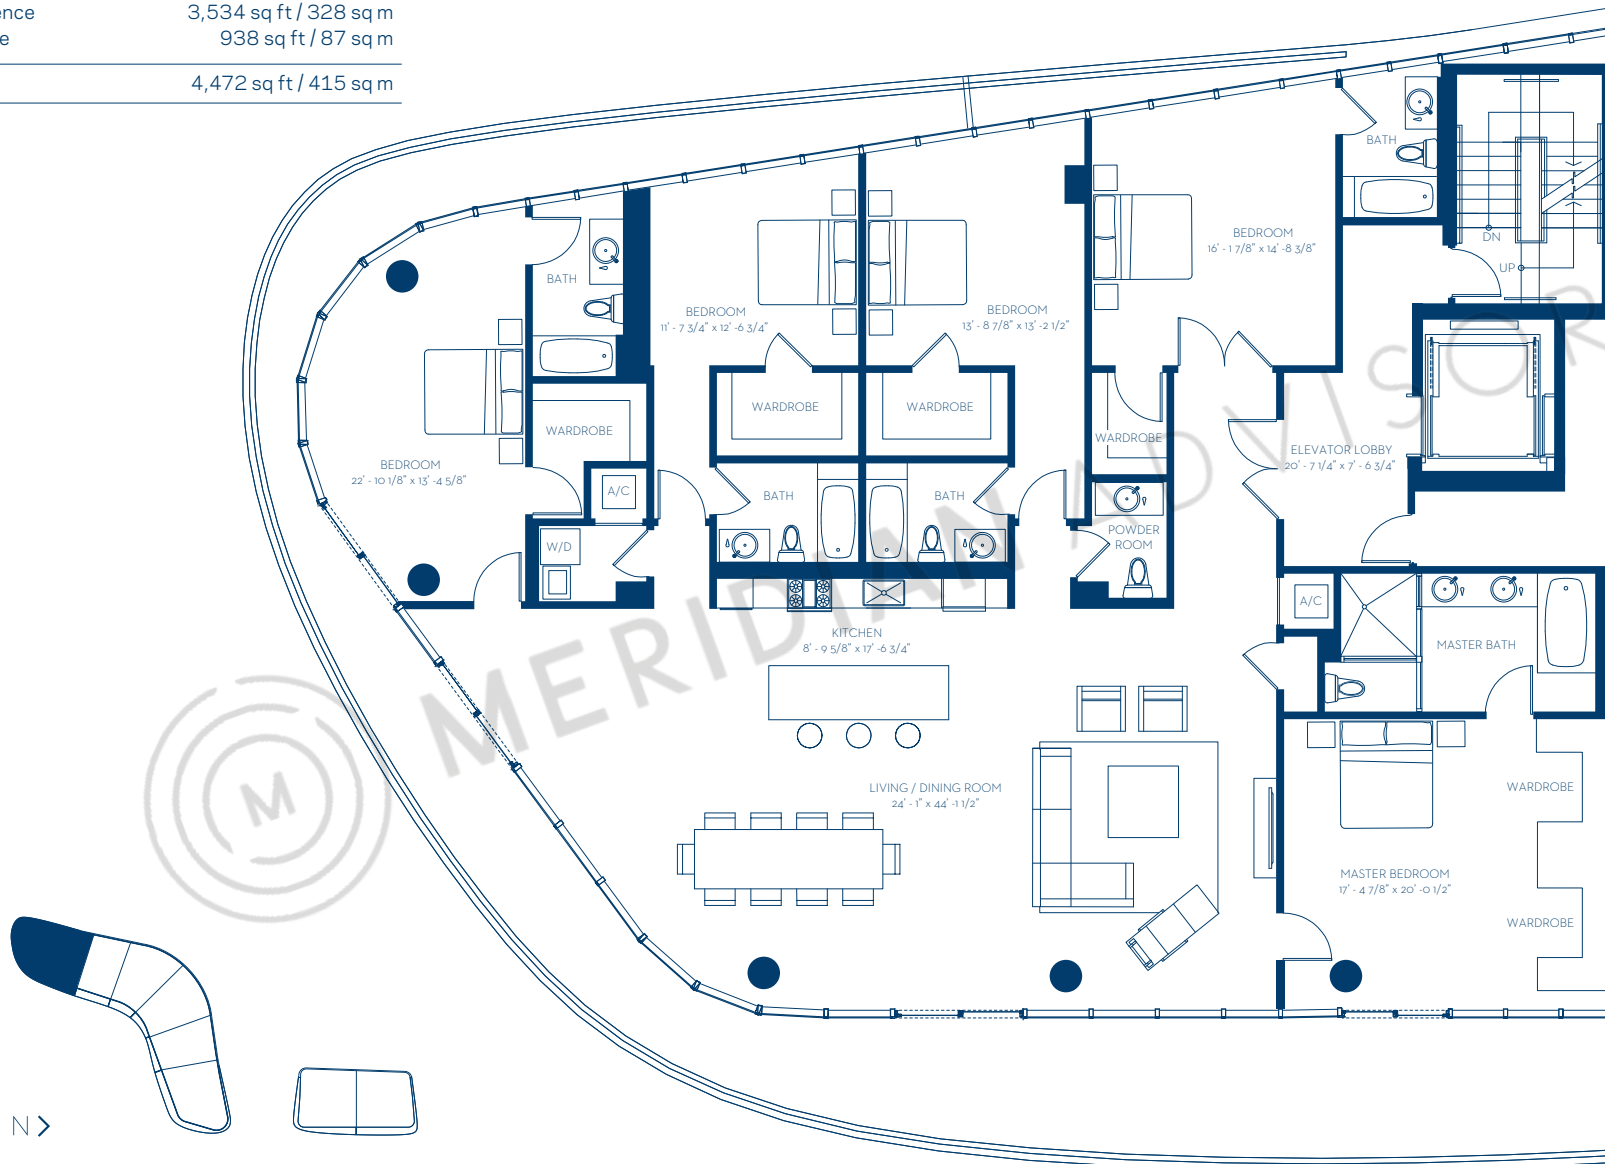 ence 3,534 sq ft / 328 sq m
e 938 sq ft / 87 sq m
4,472 sq ft / 415 sq m
BATH
DN
UP
BEDROOM
16' - 1 7/8" x 14' -8 3/8"
BATH
BEDROOM
11' - 7 3/4" x 12' -6 3/4"
BEDROOM
13' - 8 7/8" x 13' -2 1/2"
WARDROBE
WARDROBE
WARDROBE
WARDROBE
ELEVATOR LOBBY
20' - 7 1/4" x 7' - 6 3/4"
BEDROOM
22' - 10 1/8" x 13' -4 5/8"
A/C
BATH
BATH
W/D
POWDER
ROOM
A/C
KITCHEN
8' - 9 5/8" x 17' -6 3/4"
MASTER BATH
LIVING / DINING ROOM
24' - 1" x 44' -1 1/2"
WARDROBE
MASTER BEDROOM
17' - 4 7/8" x 20' -0 1/2"
WARDROBE
M MERIDIAN ADVISOR
N